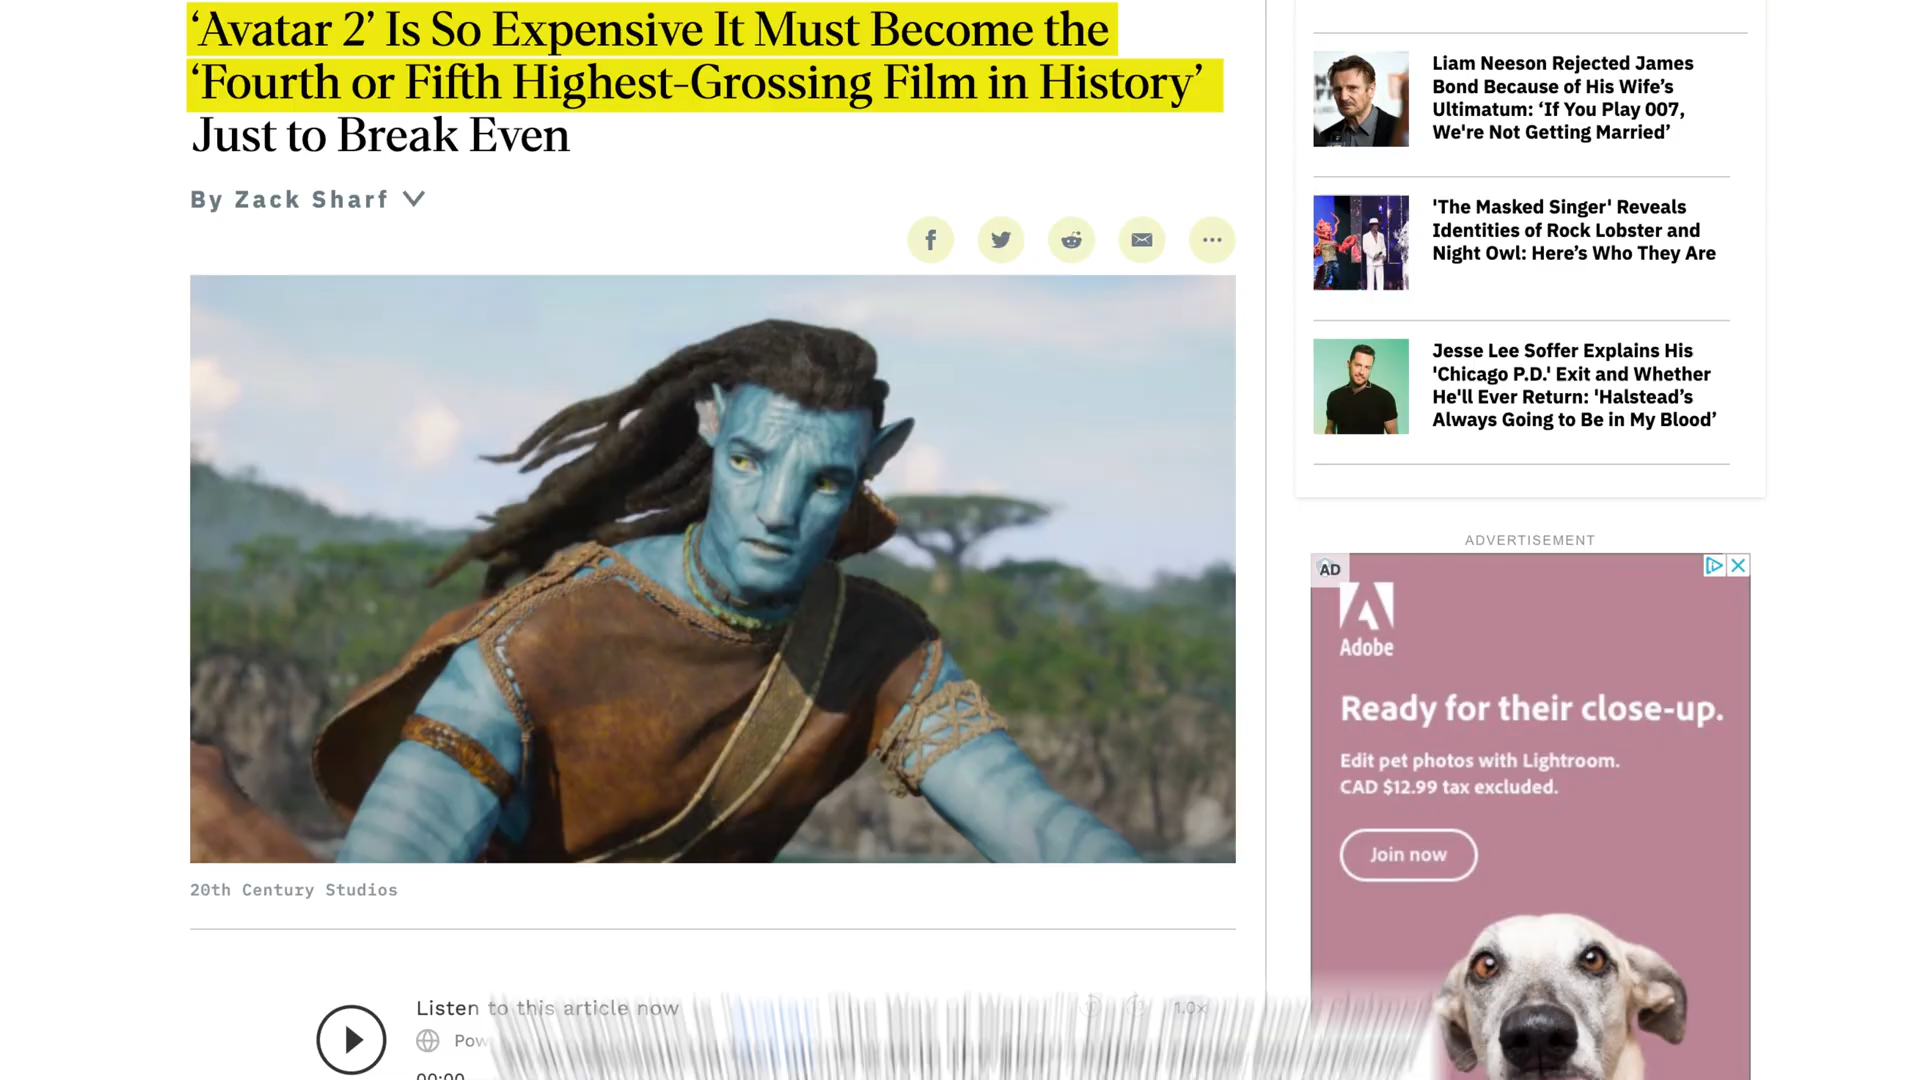 ‘Avatar 2’ Is So Expensive It Must Become the
‘Fourth or Fifth Highest-Grossing Film in History’
Just to Break Even
By Zack Sharf
20th Century Studios
Listen to this article now
1.0x
00:00
Liam Neeson Rejected James
Bond Because of His Wife’s
Ultimatum: ‘If You Play 007,
We're Not Getting Married’
'The Masked Singer' Reveals
Identities of Rock Lobster and
Night Owl: Here’s Who They Are
Jesse Lee Soffer Explains His
'Chicago P.D.' Exit and Whether
He'll Ever Return: 'Halstead’s
Always Going to Be in My Blood’
ADVERTISEMENT
AD
Adobe
Ready for their close-up.
Edit pet photos with Lightroom.
CAD $12.99 tax excluded.
Join now